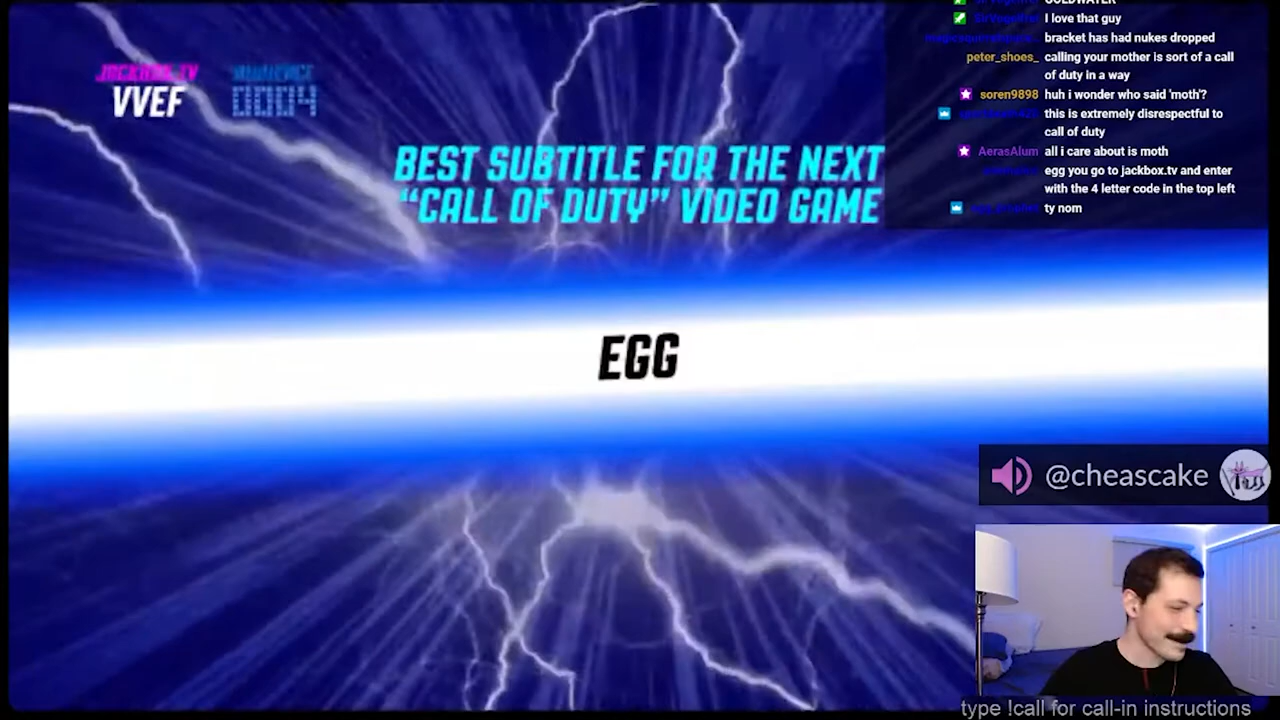 JACKBOX.TV
VVEF
AUDIENCE
0004
BEST SUBTITLE FOR THE NEXT
“CALL OF DUTY” VIDEO GAME
EGG
I love that guy
bracket has had nukes dropped
peter_shoes_ calling your mother is sort of a call
of duty in a way
soren9898 huh i wonder who said 'moth'?
this is extremely disrespectful to
call of duty
AerasAlum all i care about is moth
egg you go to jackbox.tv and enter
with the 4 letter code in the top left
ty nom
@cheascake
type !call for call-in instructions